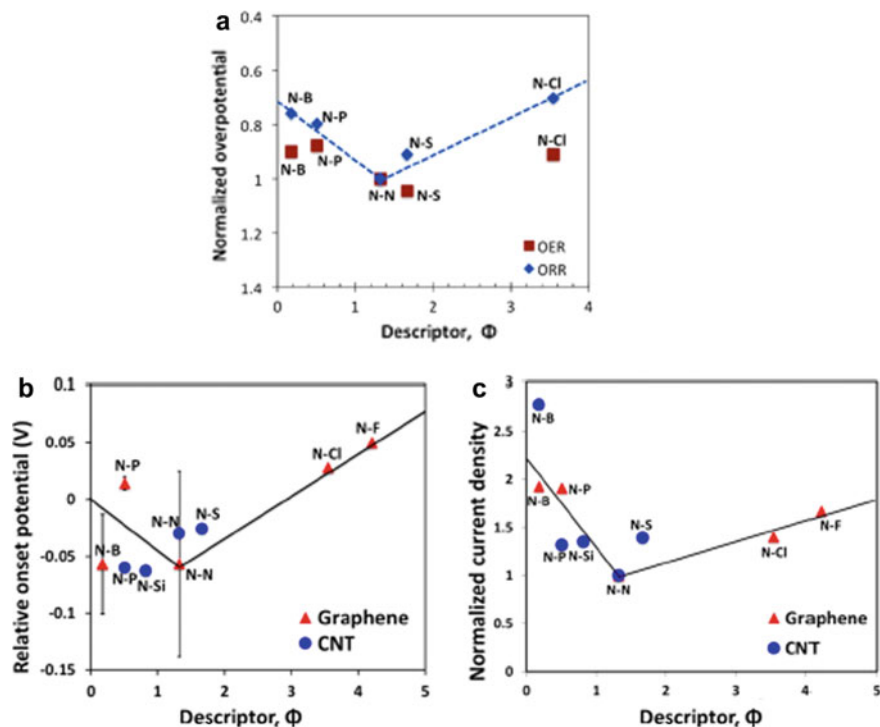 a
0.4
0.6
0.8
1
1.2
1.4
Normalized overpotential
N-B
N-P
N-Cl
N-S
N-Cl
N-B
N-P
N-N
N-S
OER
ORR
0
1
2
3
4
Descriptor, Φ
b
0.1
0.05
0
-0.05
-0.1
-0.15
Relative onset potential (V)
N-F
N-Cl
N-P
N-S
N-N
N-B
N-P
N-Si
N-N
Graphene
CNT
0
1
2
3
4
5
Descriptor, Φ
c
3
2.5
2
1.5
1
0.5
0
Normalized current density
N-B
N-B
N-P
N-S
N-F
N-P
N-Si
N-Cl
N-N
Graphene
CNT
0
1
2
3
4
5
Descriptor, Φ